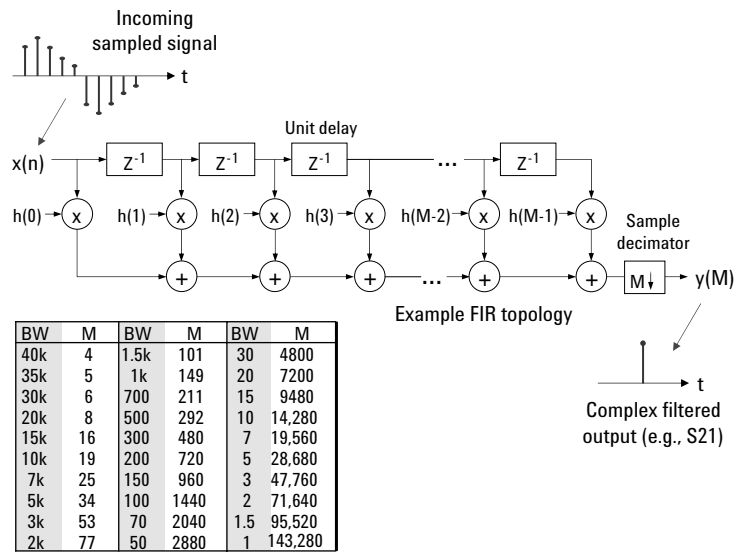 Incoming
sampled signal
t
Unit delay
x(n) Z-1 Z-1 Z-1 ... Z-1
h(0) x h(1) x h(2) x h(3) x h(M-2) x h(M-1) x
Sample
decimator
+ + + ... + + M↓ y(M)
Example FIR topology
t
Complex filtered
output (e.g., S21)
BW M BW M BW M
40k 4 1.5k 101 30 4800
35k 5 1k 149 20 7200
30k 6 700 211 15 9480
20k 8 500 292 10 14,280
15k 16 300 480 7 19,560
10k 19 200 720 5 28,680
7k 25 150 960 3 47,760
5k 34 100 1440 2 71,640
3k 53 70 2040 1.5 95,520
2k 77 50 2880 1 143,280